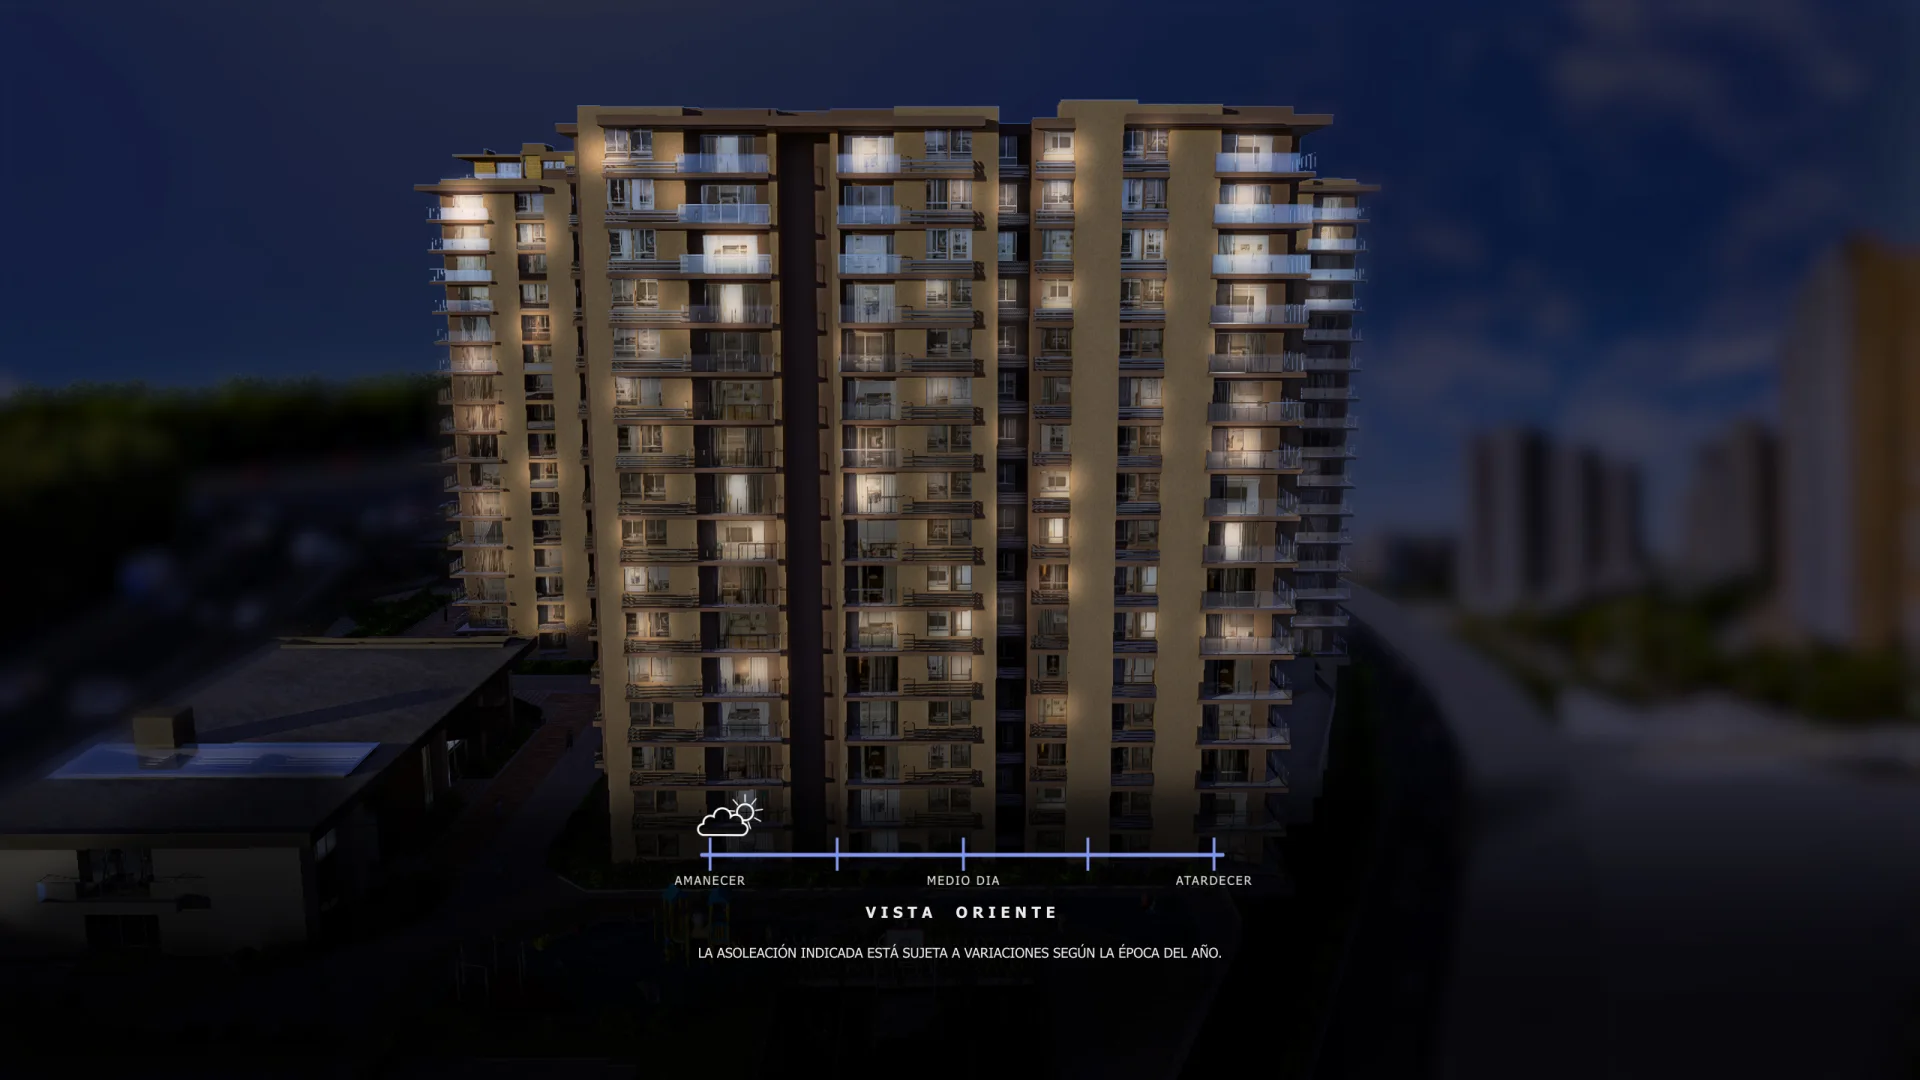 AMANECER MEDIO DIA ATARDECER
VISTA ORIENTE
LA ASOLEACIÓN INDICADA ESTÁ SUJETA A VARIACIONES SEGÚN LA ÉPOCA DEL AÑO.